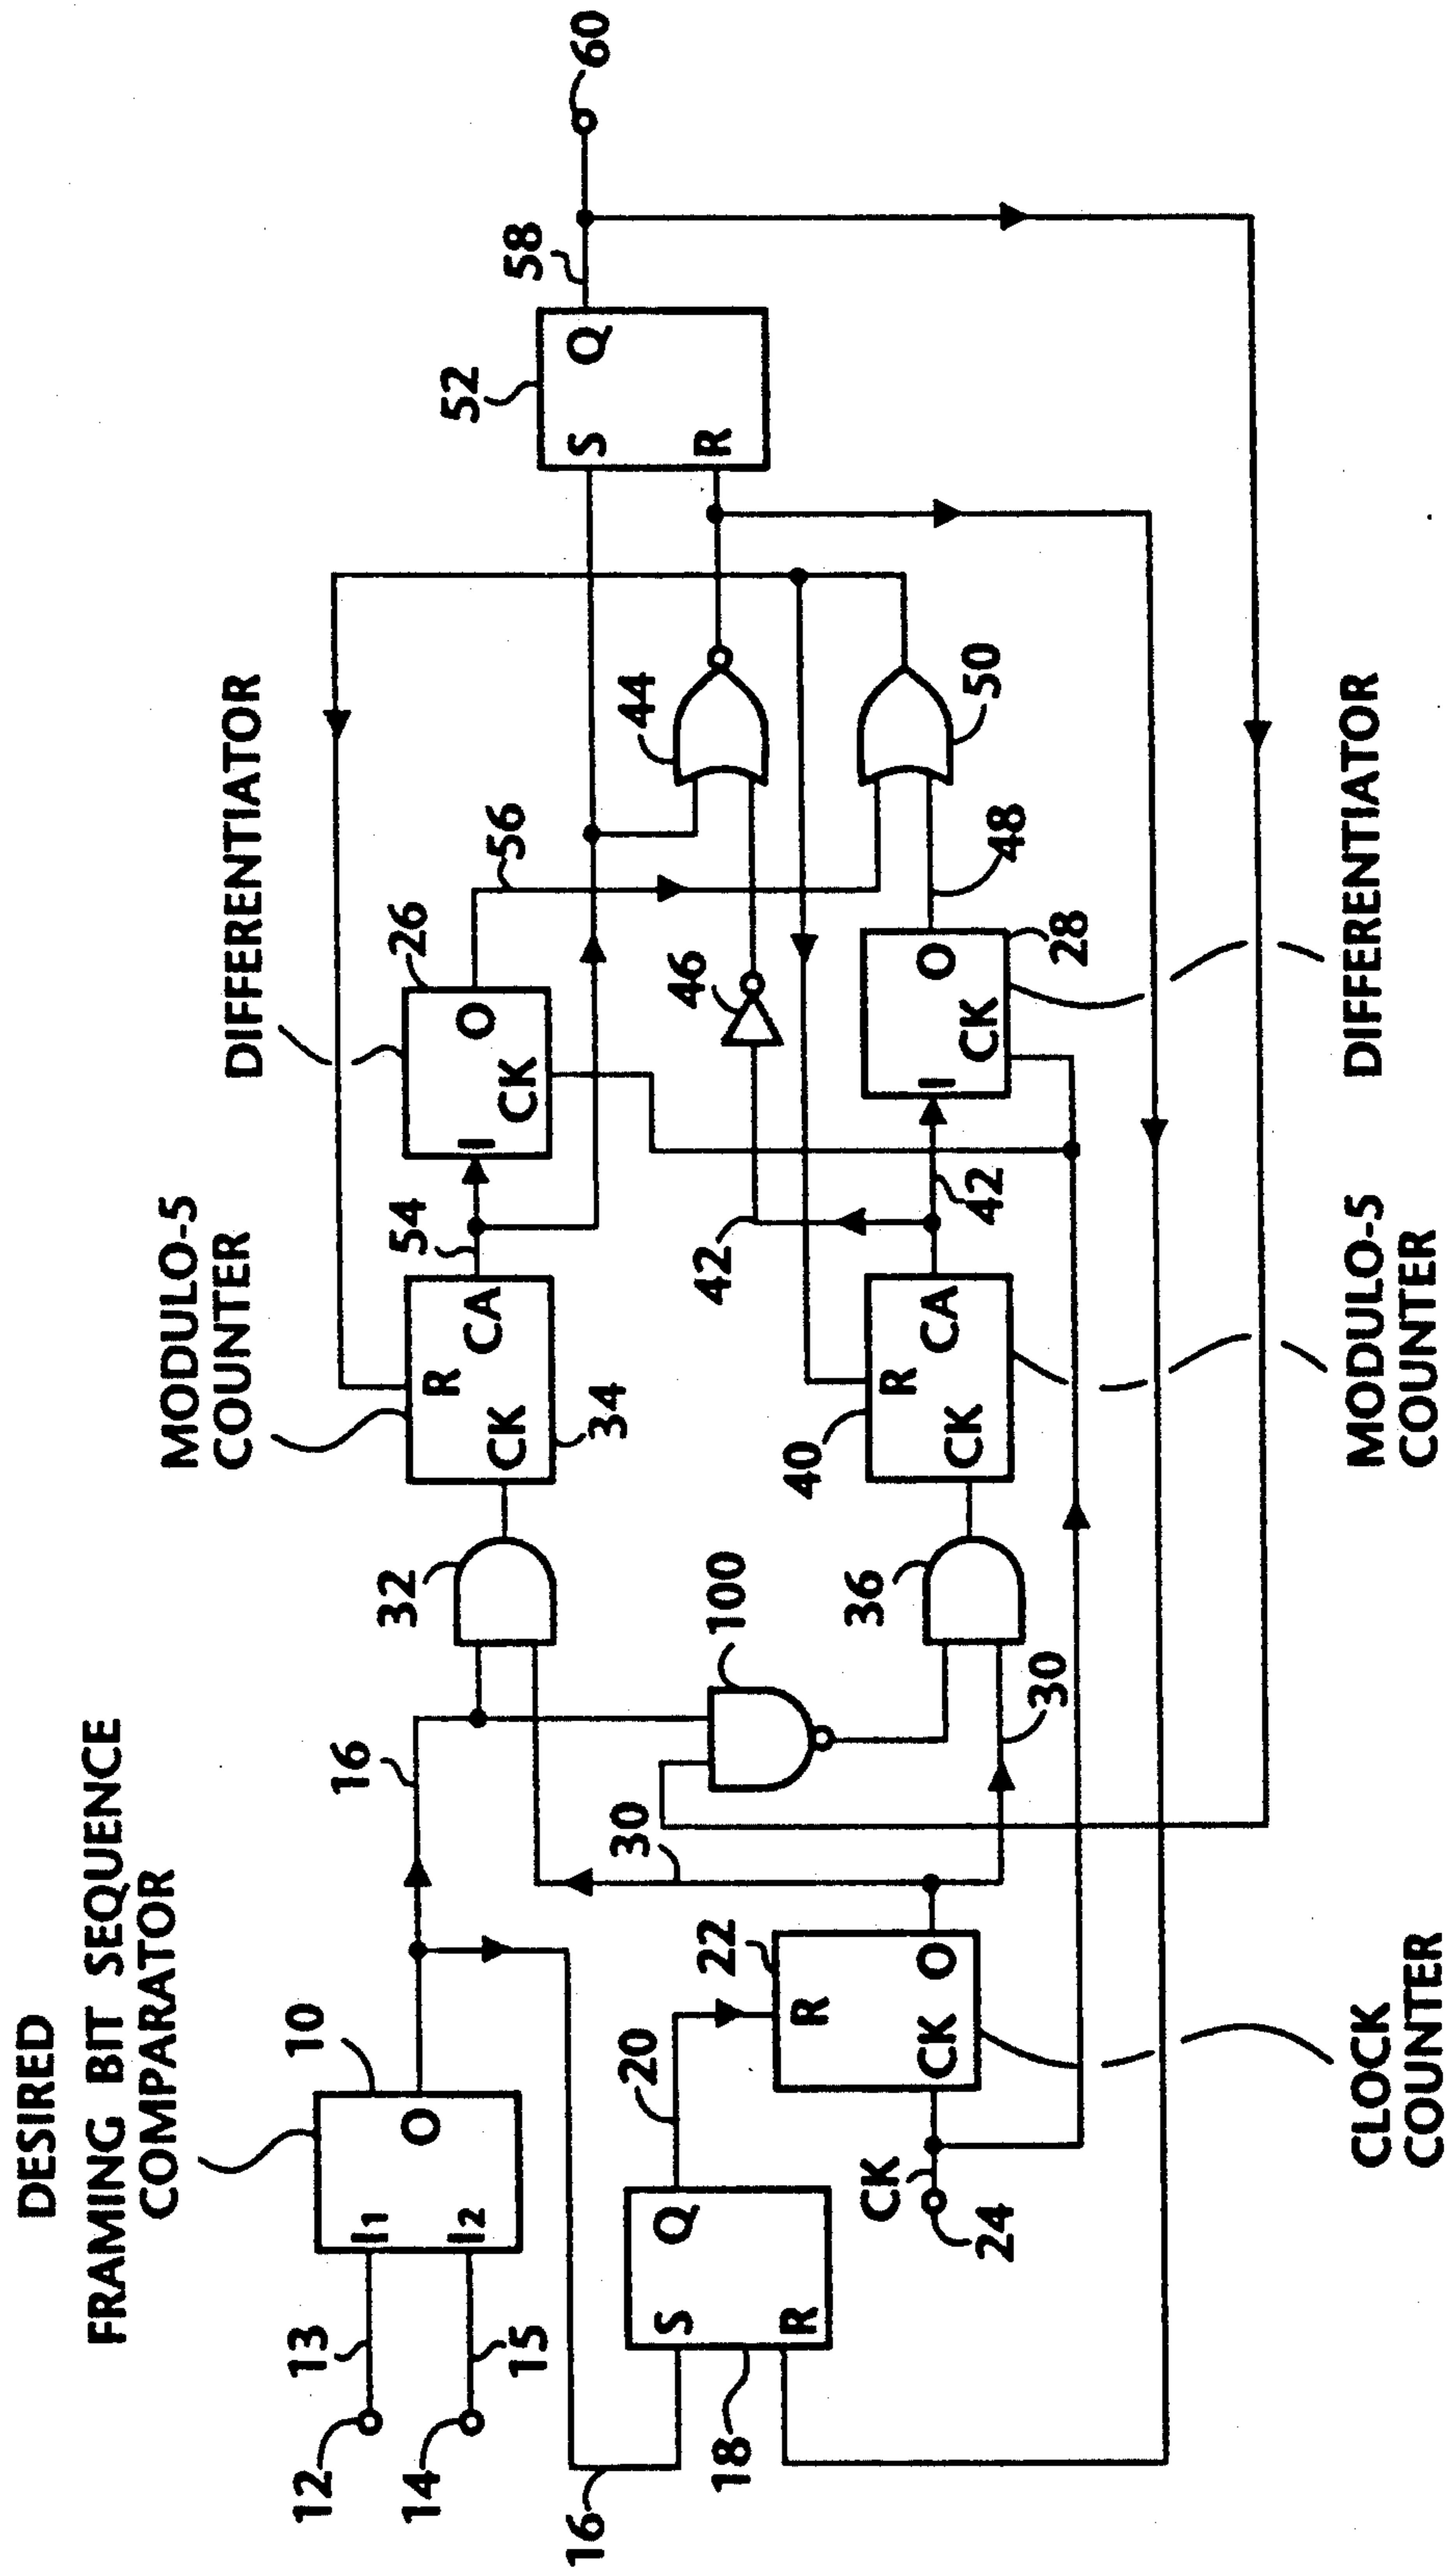 DESIRED
FRAMING BIT SEQUENCE
COMPARATOR
10
12
13
I1
O
14
15
I2
16
16
18
S
Q
R
20
22
R
CK
O
CK
24
CLOCK
COUNTER
30
30
32
100
36
MODULO-5
COUNTER
R
CK
CA
34
54
40
R
CK
CA
42
42
MODULO-5
COUNTER
DIFFERENTIATOR
26
I
O
CK
56
46
I
O
CK
28
48
DIFFERENTIATOR
44
50
52
S
Q
R
58
60